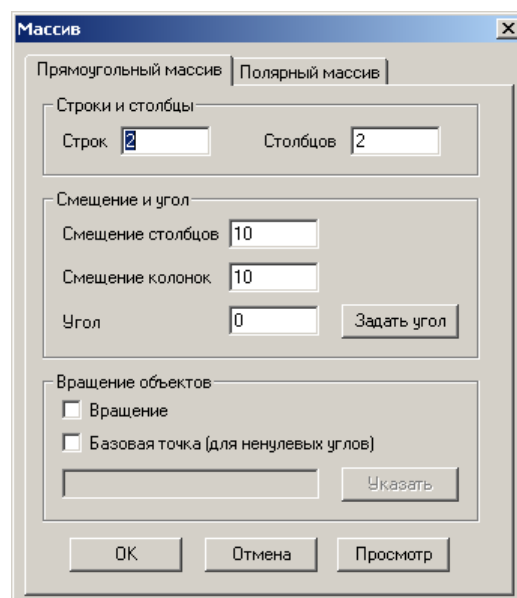 Массив
Прямоугольный массив Полярный массив
Строки и столбцы
Строк 2 Столбцов 2
Смещение и угол
Смещение столбцов 10
Смещение колонок 10
Угол 0 Задать угол
Вращение объектов
Вращение
Базовая точка (для ненулевых углов)
Указать
OK Отмена Просмотр